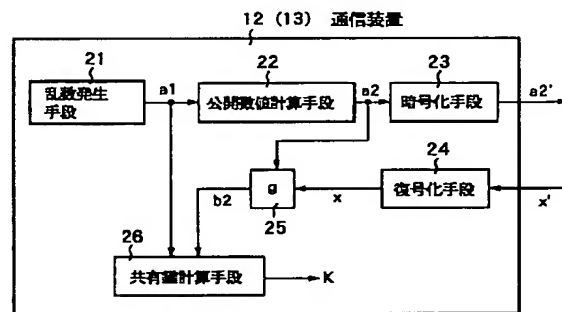 12 (13) 通信装置
21
乱数発生
手段
a1
22
公開数値計算手段
a2
23
暗号化手段
a2'
24
復号化手段
x'
x
g
25
b2
26
共有鍵計算手段
K